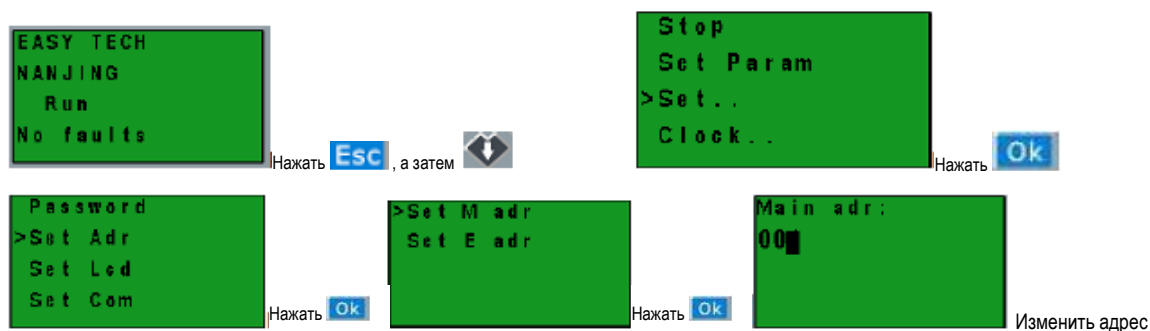 EASY TECH
NANJING
Run
No faults
Нажать Esc , а затем
Stop
Set Param
>Set..
Clock..
Нажать Ok
Password
>Set Adr
Set Lcd
Set Com
Нажать Ok
>Set M adr
Set E adr
Нажать Ok
Main adr:
00
Изменить адрес